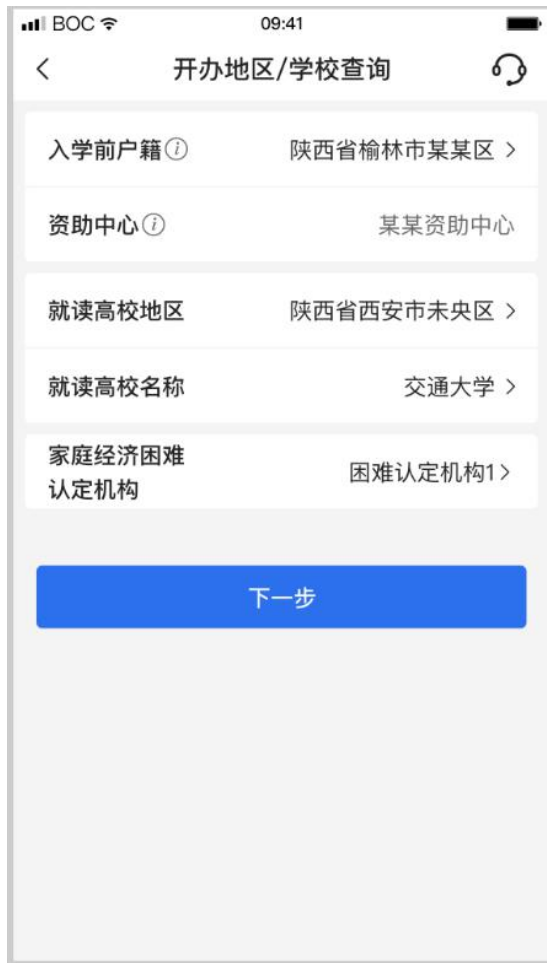 BOC 09:41
开办地区/学校查询
入学前户籍 陕西省榆林市某某区
资助中心 某某资助中心
就读高校地区 陕西省西安市未央区
就读高校名称 交通大学
家庭经济困难
认定机构 困难认定机构1
下一步